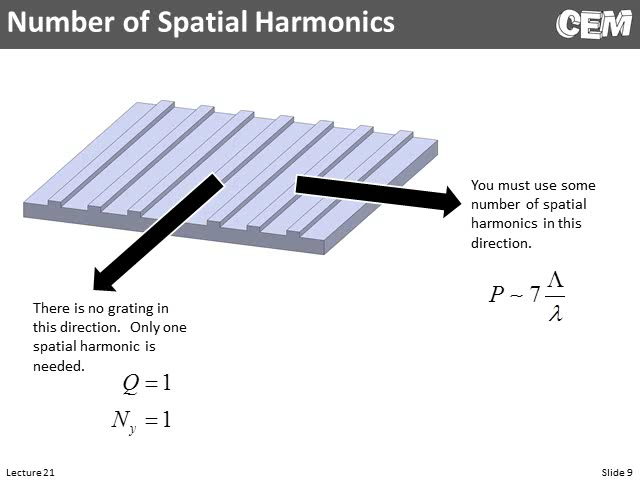 Number of Spatial Harmonics
CEM
You must use some
number of spatial
harmonics in this
direction.
P ~ 7 Λ/λ
There is no grating in
this direction. Only one
spatial harmonic is
needed.
Q = 1
N_y = 1
Lecture 21
Slide 9